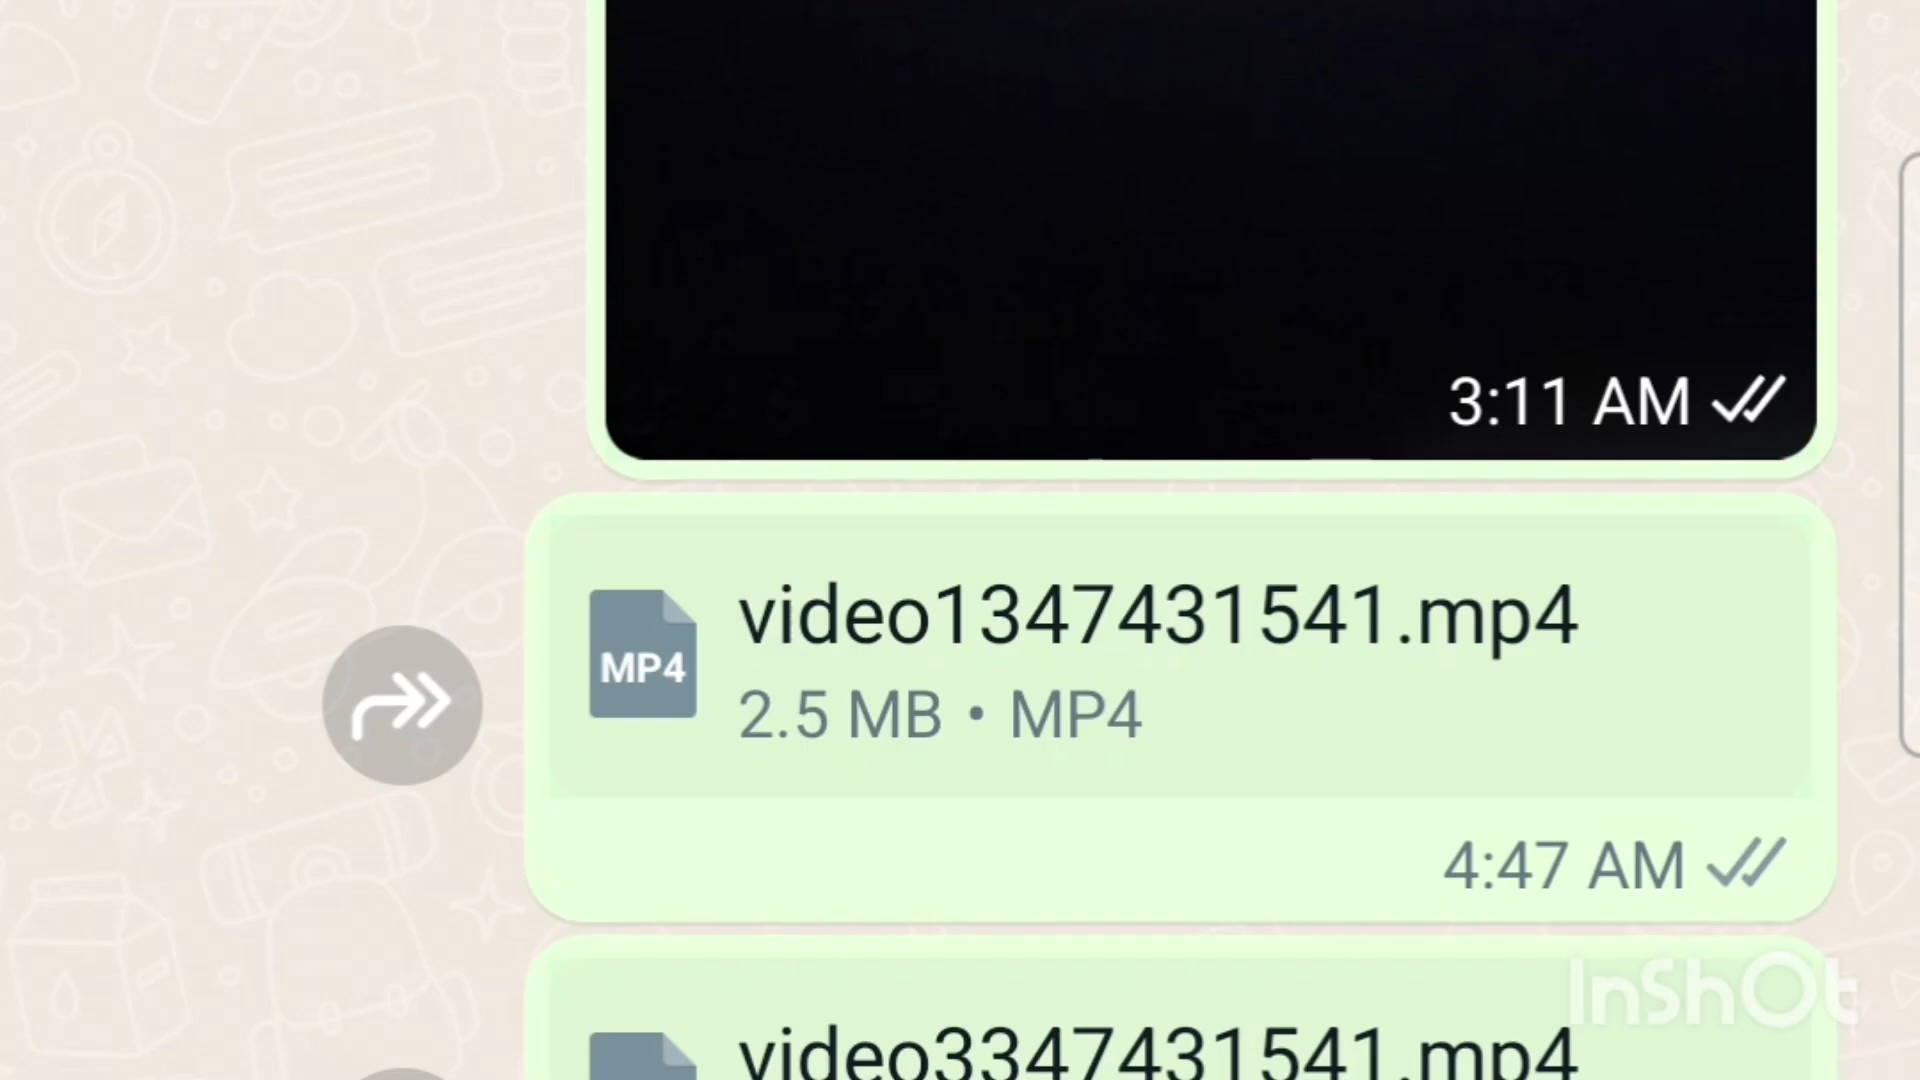 3:11 AM
MP4
video1347431541.mp4
2.5 MB • MP4
4:47 AM
InShOt
video3347431541.mp4